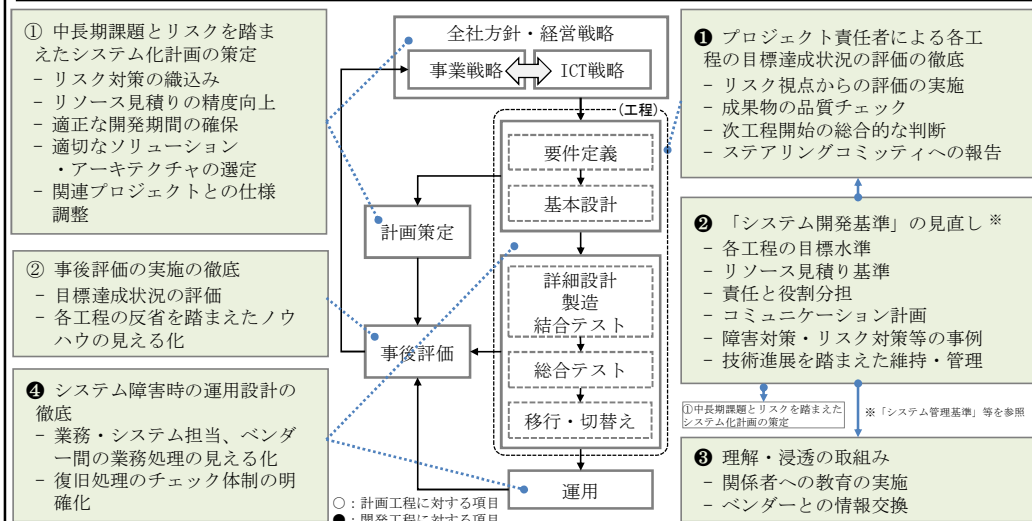 ① 中長期課題とリスクを踏ま
えたシステム化計画の策定
－ リスク対策の織込み
－ リソース見積りの精度向上
－ 適正な開発期間の確保
－ 適切なソリューション
・アーキテクチャの選定
－ 関連プロジェクトとの仕様
調整
② 事後評価の実施の徹底
－ 目標達成状況の評価
－ 各工程の反省を踏まえたノウ
ハウの見える化
❹ システム障害時の運用設計の
徹底
－ 業務・システム担当、ベンダ
ー間の業務処理の見える化
－ 復旧処理のチェック体制の明
確化
全社方針・経営戦略
事業戦略
ICT戦略
(工程)
要件定義
基本設計
計画策定
詳細設計
製造
結合テスト
事後評価
総合テスト
移行・切替え
運用
○：計画工程に対する項目
●：開発工程に対する項目
❶ プロジェクト責任者による各工
程の目標達成状況の評価の徹底
－ リスク視点からの評価の実施
－ 成果物の品質チェック
－ 次工程開始の総合的な判断
－ ステアリングコミッティへの報告
❷ 「システム開発基準」の見直し※
－ 各工程の目標水準
－ リソース見積り基準
－ 責任と役割分担
－ コミュニケーション計画
－ 障害対策・リスク対策等の事例
－ 技術進展を踏まえた維持・管理
①中長期課題とリスクを踏まえた
システム化計画の策定
※「システム管理基準」等を参照
❸ 理解・浸透の取組み
－ 関係者への教育の実施
－ ベンダーとの情報交換